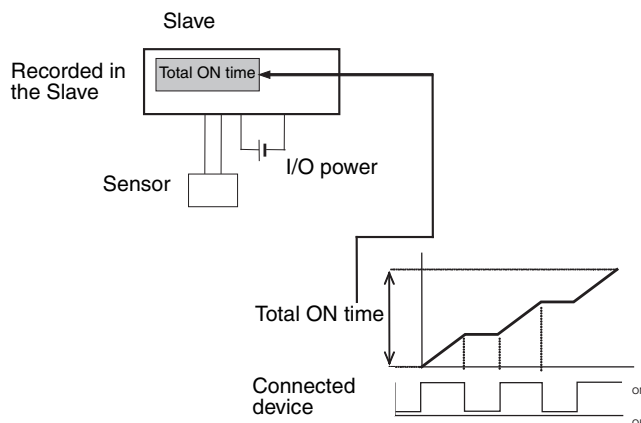 Slave
Recorded in
the Slave
Total ON time
I/O power
Sensor
Total ON time
Connected
device